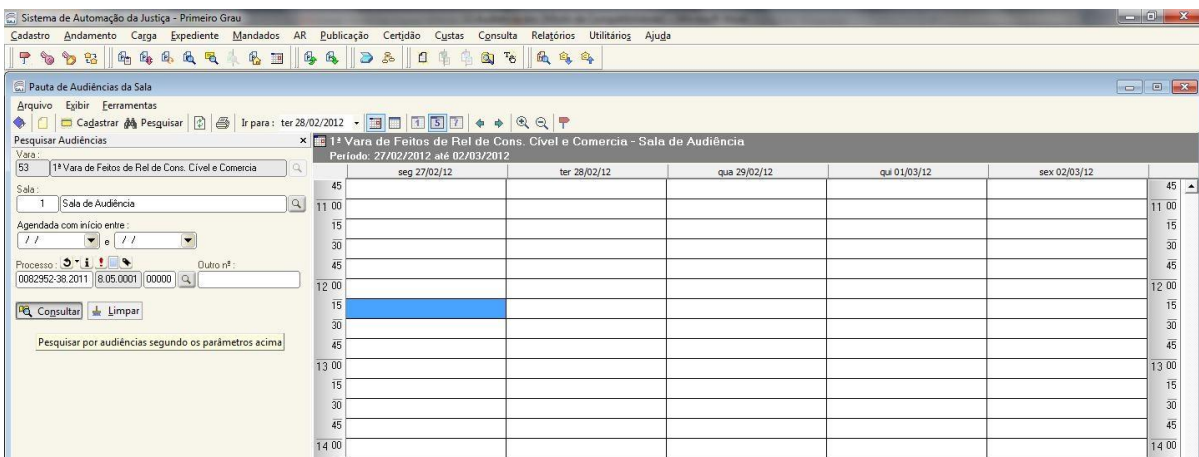 Sistema de Automação da Justiça - Primeiro Grau
Cadastro Andamento Carga Expediente Mandados AR Publicação Certidão Custas Consulta Relatórios Utilitários Ajuda
Pauta de Audiências da Sala
Arquivo Exibir Ferramentas
Cadastrar Pesquisar Ir para : ter 28/02/2012 1 5 7
Pesquisar Audiências x
1ª Vara de Feitos de Rel de Cons. Cível e Comercia - Sala de Audiência
Período: 27/02/2012 até 02/03/2012
Vara :
53 1ª Vara de Feitos de Rel de Cons. Cível e Comercia
Sala :
1 Sala de Audiência
Agendada com início entre :
/ / e / /
Processo : Outro nº :
0082952-38.2011 8.05.0001 00000
Consultar Limpar
Pesquisar por audiências segundo os parâmetros acima
seg 27/02/12 ter 28/02/12 qua 29/02/12 qui 01/03/12 sex 02/03/12
45 45
11 00 11 00
15 15
30 30
45 45
12 00 12 00
15 15
30 30
45 45
13 00 13 00
15 15
30 30
45 45
14 00 14 00